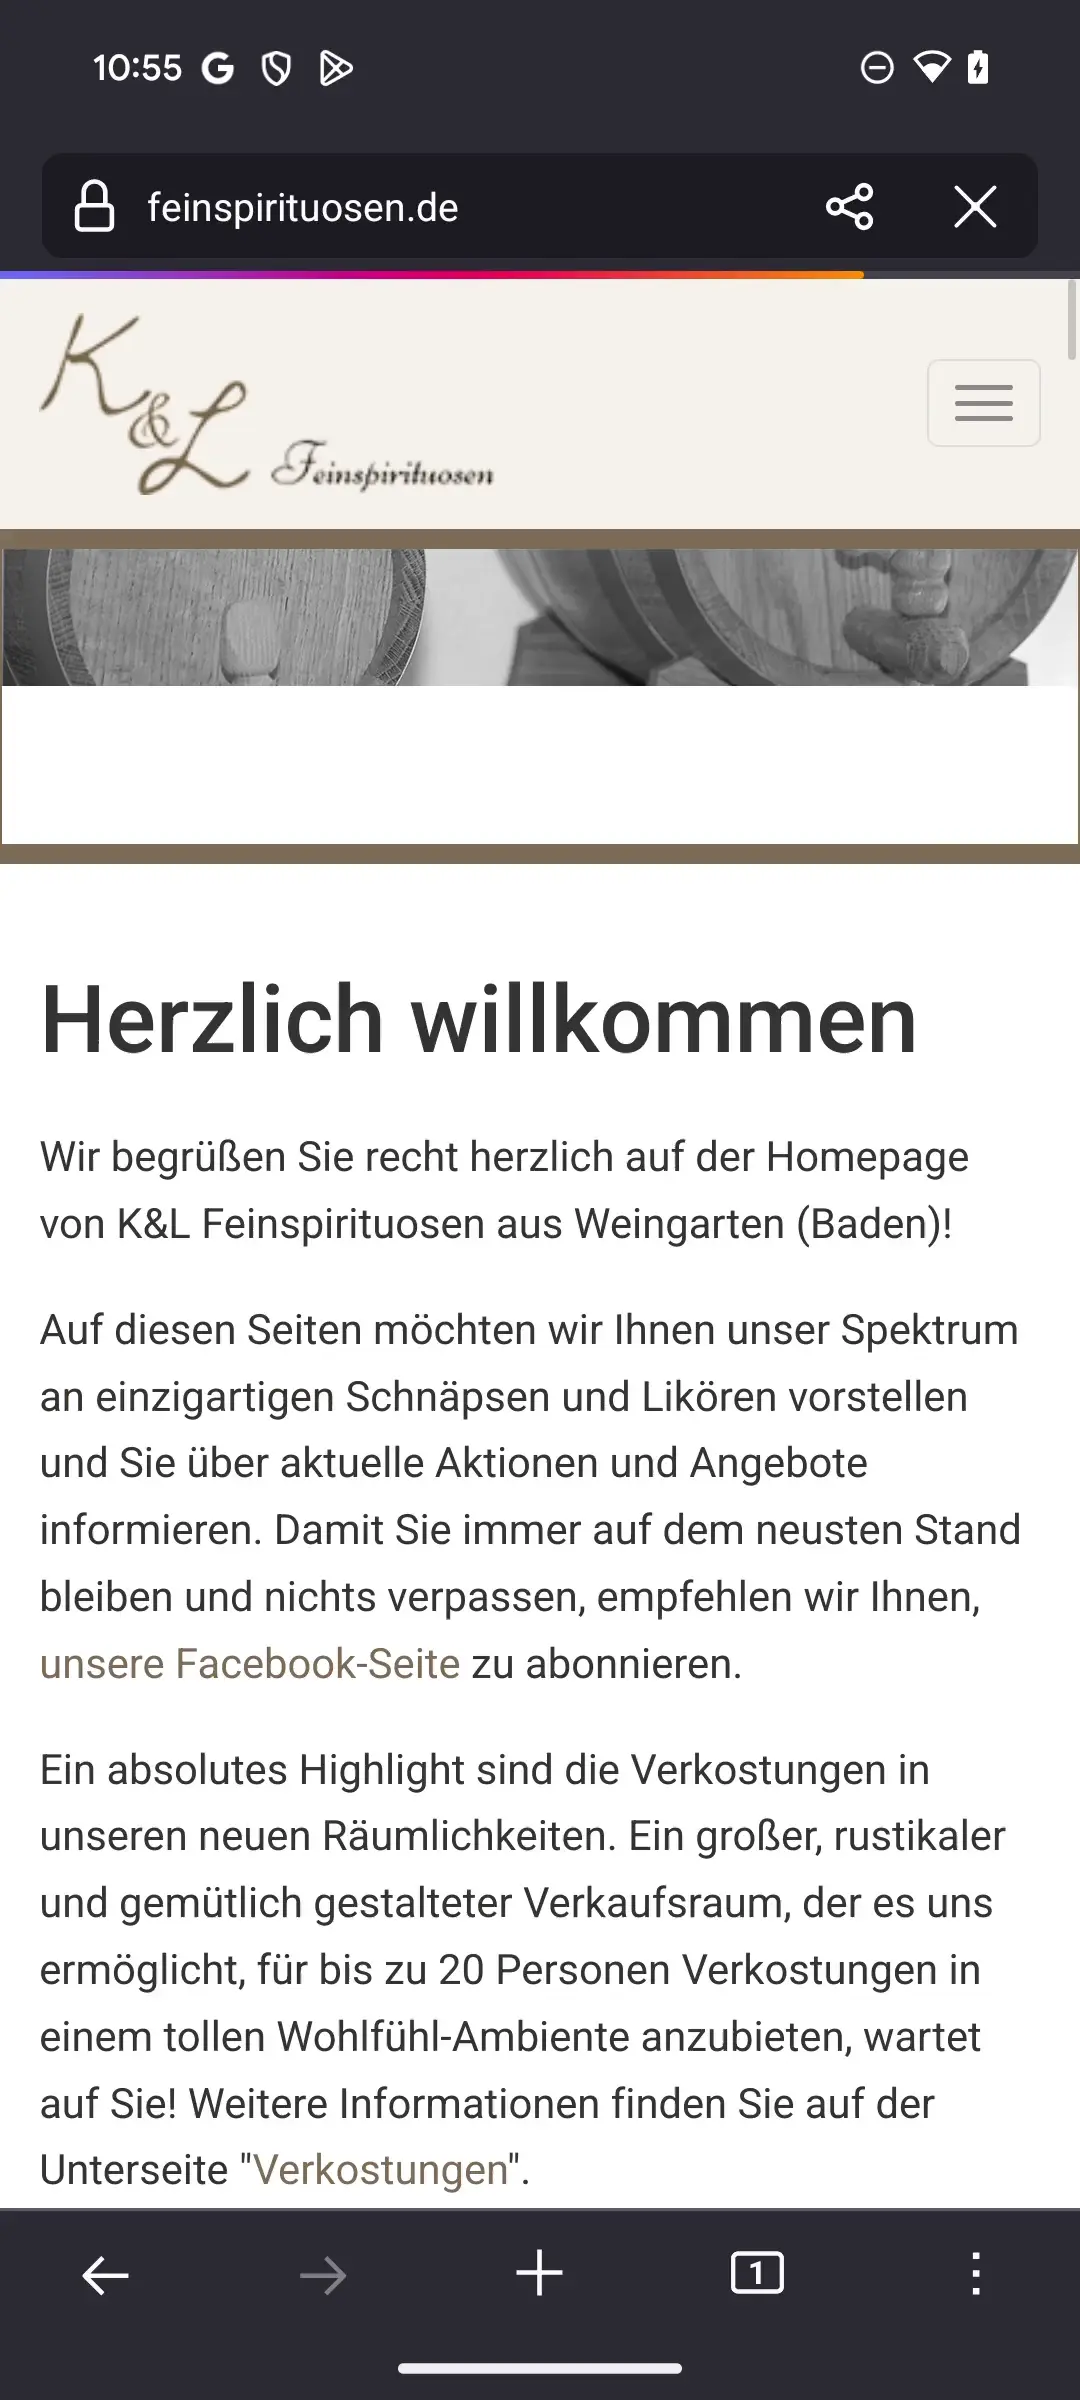 10:55
feinspirituosen.de
K&L Feinspirituosen
Herzlich willkommen
Wir begrüßen Sie recht herzlich auf der Homepage
von K&L Feinspirituosen aus Weingarten (Baden)!
Auf diesen Seiten möchten wir Ihnen unser Spektrum
an einzigartigen Schnäpsen und Likören vorstellen
und Sie über aktuelle Aktionen und Angebote
informieren. Damit Sie immer auf dem neusten Stand
bleiben und nichts verpassen, empfehlen wir Ihnen,
unsere Facebook-Seite zu abonnieren.
Ein absolutes Highlight sind die Verkostungen in
unseren neuen Räumlichkeiten. Ein großer, rustikaler
und gemütlich gestalteter Verkaufsraum, der es uns
ermöglicht, für bis zu 20 Personen Verkostungen in
einem tollen Wohlfühl-Ambiente anzubieten, wartet
auf Sie! Weitere Informationen finden Sie auf der
Unterseite "Verkostungen".
1